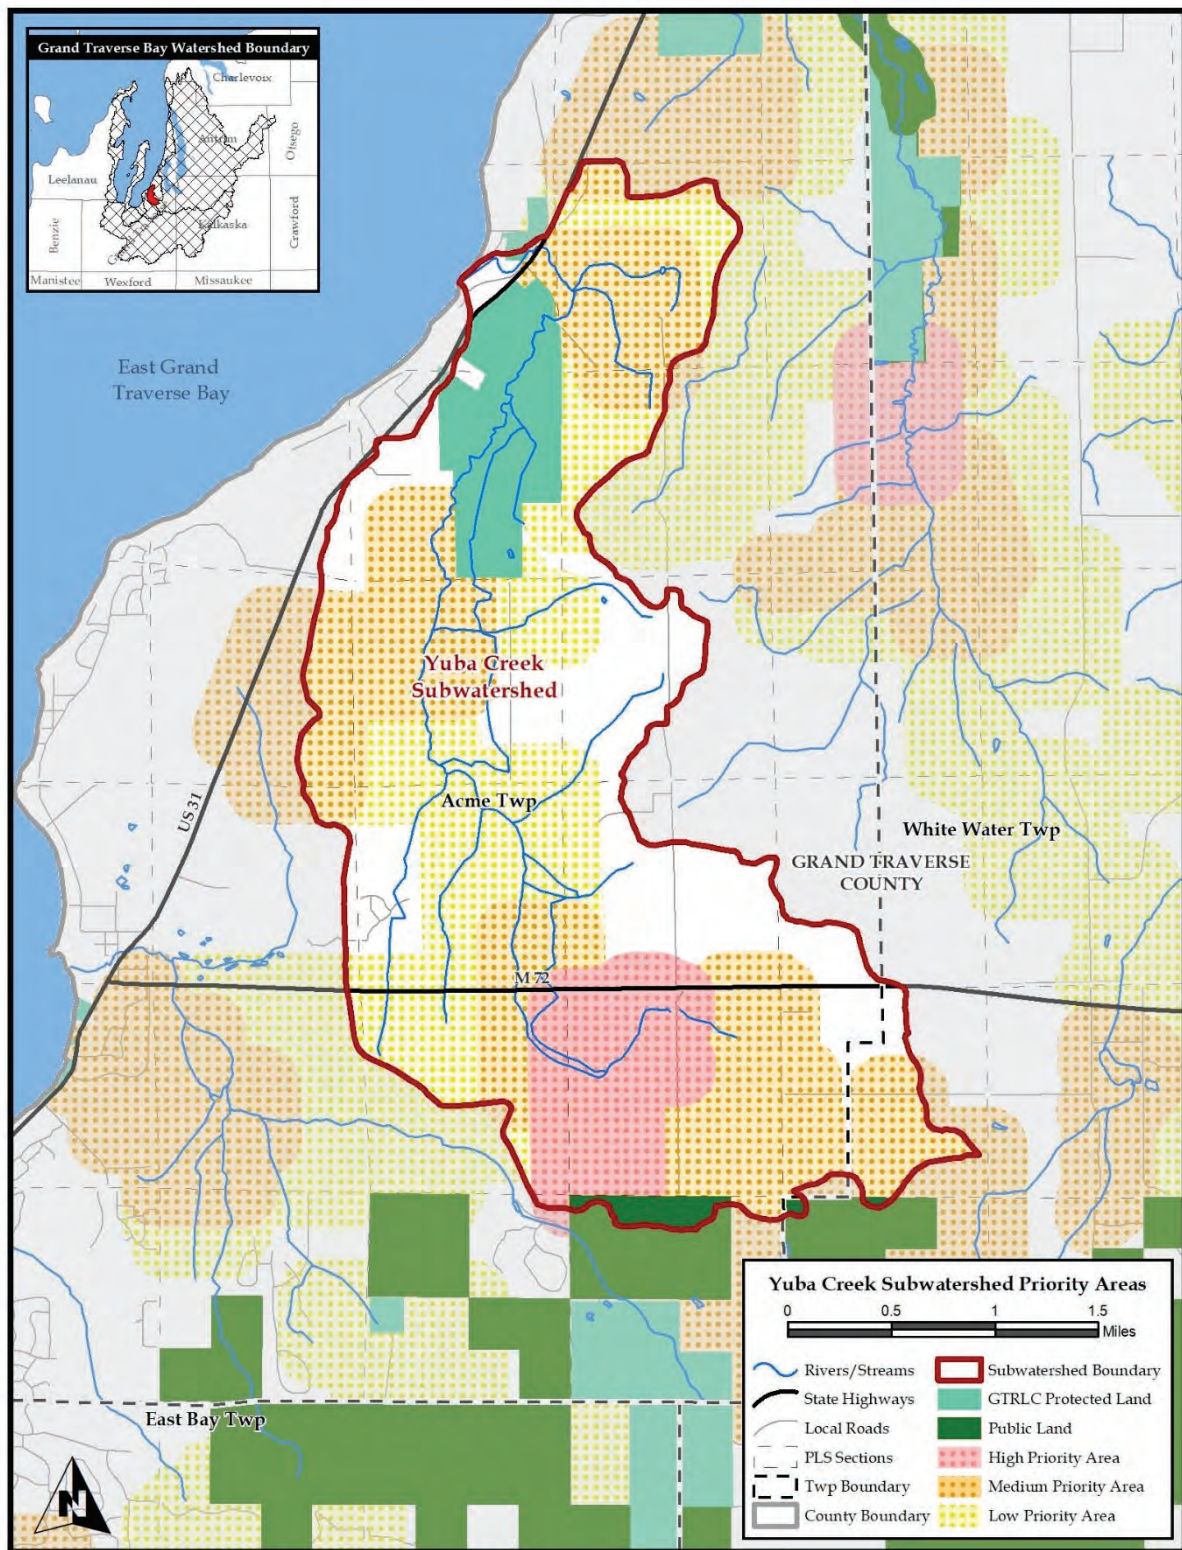 Grand Traverse Bay Watershed Boundary
Charlevoix
Antrim
Otsego
Leelanau
Kalkaska
Crawford
Benzie
Manistee
Wexford
Missaukee
East Grand
Traverse Bay
Yuba Creek
Subwatershed
US 31
Acme Twp
White Water Twp
GRAND TRAVERSE
COUNTY
M 72
East Bay Twp
N
Yuba Creek Subwatershed Priority Areas
0 0.5 1 1.5
Miles
Rivers/Streams
State Highways
Local Roads
PLS Sections
Twp Boundary
County Boundary
Subwatershed Boundary
GTRLC Protected Land
Public Land
High Priority Area
Medium Priority Area
Low Priority Area